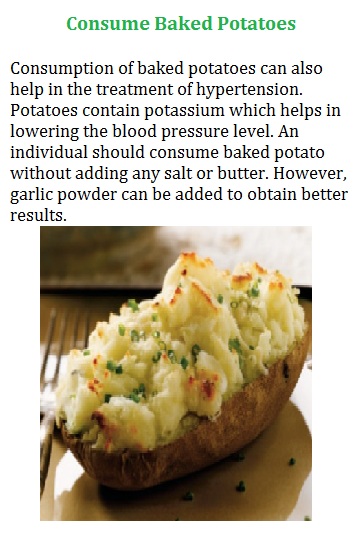 Consume Baked Potatoes
Consumption of baked potatoes can also
help in the treatment of hypertension.
Potatoes contain potassium which helps in
lowering the blood pressure level. An
individual should consume baked potato
without adding any salt or butter. However,
garlic powder can be added to obtain better
results.